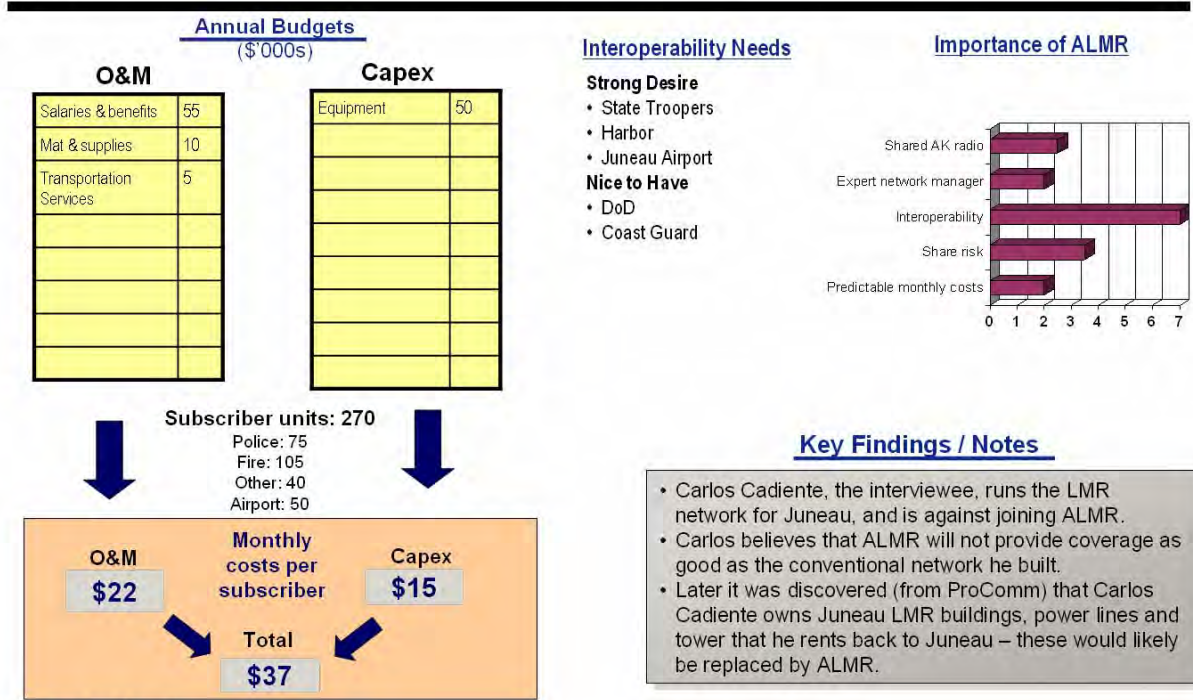 Annual Budgets
($'000s)
O&M
Salaries & benefits 55
Mat & supplies 10
Transportation 5
Services
Capex
Equipment 50
Subscriber units: 270
Police: 75
Fire: 105
Other: 40
Airport: 50
Monthly
costs per
subscriber
O&M
$22
Capex
$15
Total
$37
Interoperability Needs
Strong Desire
• State Troopers
• Harbor
• Juneau Airport
Nice to Have
• DoD
• Coast Guard
Importance of ALMR
Shared AK radio
Expert network manager
Interoperability
Share risk
Predictable monthly costs
0 1 2 3 4 5 6 7
Key Findings / Notes
• Carlos Cadiente, the interviewee, runs the LMR
network for Juneau, and is against joining ALMR.
• Carlos believes that ALMR will not provide coverage as
good as the conventional network he built.
• Later it was discovered (from ProComm) that Carlos
Cadiente owns Juneau LMR buildings, power lines and
tower that he rents back to Juneau – these would likely
be replaced by ALMR.